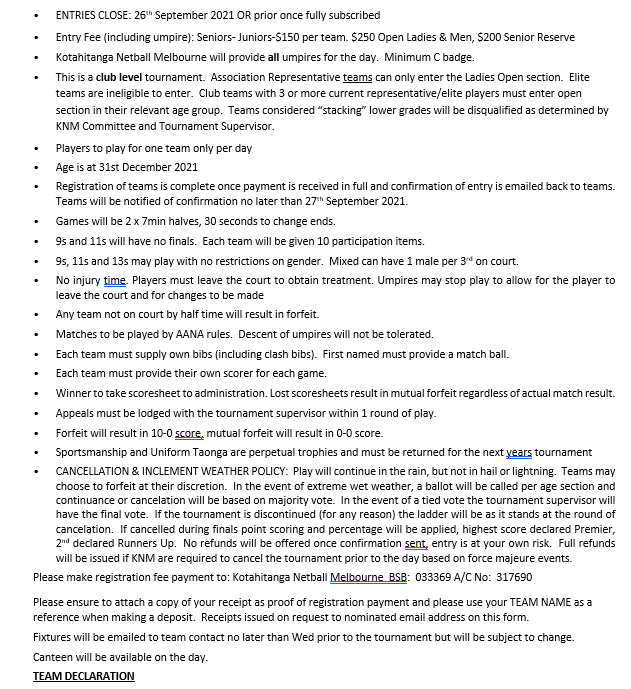 • ENTRIES CLOSE: 26th September 2021 OR prior once fully subscribed
• Entry Fee (including umpire): Seniors- Juniors-$150 per team. $250 Open Ladies & Men, $200 Senior Reserve
• Kotahitanga Netball Melbourne will provide all umpires for the day. Minimum C badge.
• This is a club level tournament. Association Representative teams can only enter the Ladies Open section. Elite
teams are ineligible to enter. Club teams with 3 or more current representative/elite players must enter open
section in their relevant age group. Teams considered “stacking” lower grades will be disqualified as determined by
KNM Committee and Tournament Supervisor.
• Players to play for one team only per day
• Age is at 31st December 2021
• Registration of teams is complete once payment is received in full and confirmation of entry is emailed back to teams.
Teams will be notified of confirmation no later than 27th September 2021.
• Games will be 2 x 7min halves, 30 seconds to change ends.
• 9s and 11s will have no finals. Each team will be given 10 participation items.
• 9s, 11s and 13s may play with no restrictions on gender. Mixed can have 1 male per 3rd on court.
• No injury time. Players must leave the court to obtain treatment. Umpires may stop play to allow for the player to
leave the court and for changes to be made
• Any team not on court by half time will result in forfeit.
• Matches to be played by AANA rules. Descent of umpires will not be tolerated.
• Each team must supply own bibs (including clash bibs). First named must provide a match ball.
• Each team must provide their own scorer for each game.
• Winner to take scoresheet to administration. Lost scoresheets result in mutual forfeit regardless of actual match result.
• Appeals must be lodged with the tournament supervisor within 1 round of play.
• Forfeit will result in 10-0 score, mutual forfeit will result in 0-0 score.
• Sportsmanship and Uniform Taonga are perpetual trophies and must be returned for the next years tournament
• CANCELLATION & INCLEMENT WEATHER POLICY: Play will continue in the rain, but not in hail or lightning. Teams may
choose to forfeit at their discretion. In the event of extreme wet weather, a ballot will be called per age section and
continuance or cancelation will be based on majority vote. In the event of a tied vote the tournament supervisor will
have the final vote. If the tournament is discontinued (for any reason) the ladder will be as it stands at the round of
cancelation. If cancelled during finals point scoring and percentage will be applied, highest score declared Premier,
2nd declared Runners Up. No refunds will be offered once confirmation sent, entry is at your own risk. Full refunds
will be issued if KNM are required to cancel the tournament prior to the day based on force majeure events.
Please make registration fee payment to: Kotahitanga Netball Melbourne BSB: 033369 A/C No: 317690
Please ensure to attach a copy of your receipt as proof of registration payment and please use your TEAM NAME as a
reference when making a deposit. Receipts issued on request to nominated email address on this form.
Fixtures will be emailed to team contact no later than Wed prior to the tournament but will be subject to change.
Canteen will be available on the day.
TEAM DECLARATION